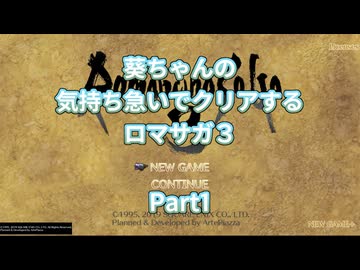 葵ちゃんの
気持ち急いでクリアする
ロマサガ３
NEW GAME
CONTINUE
Part1
©1995, 2019 SQUARE ENIX CO., LTD.
Planned & Developed by ArtePiazza
NEW GAME+